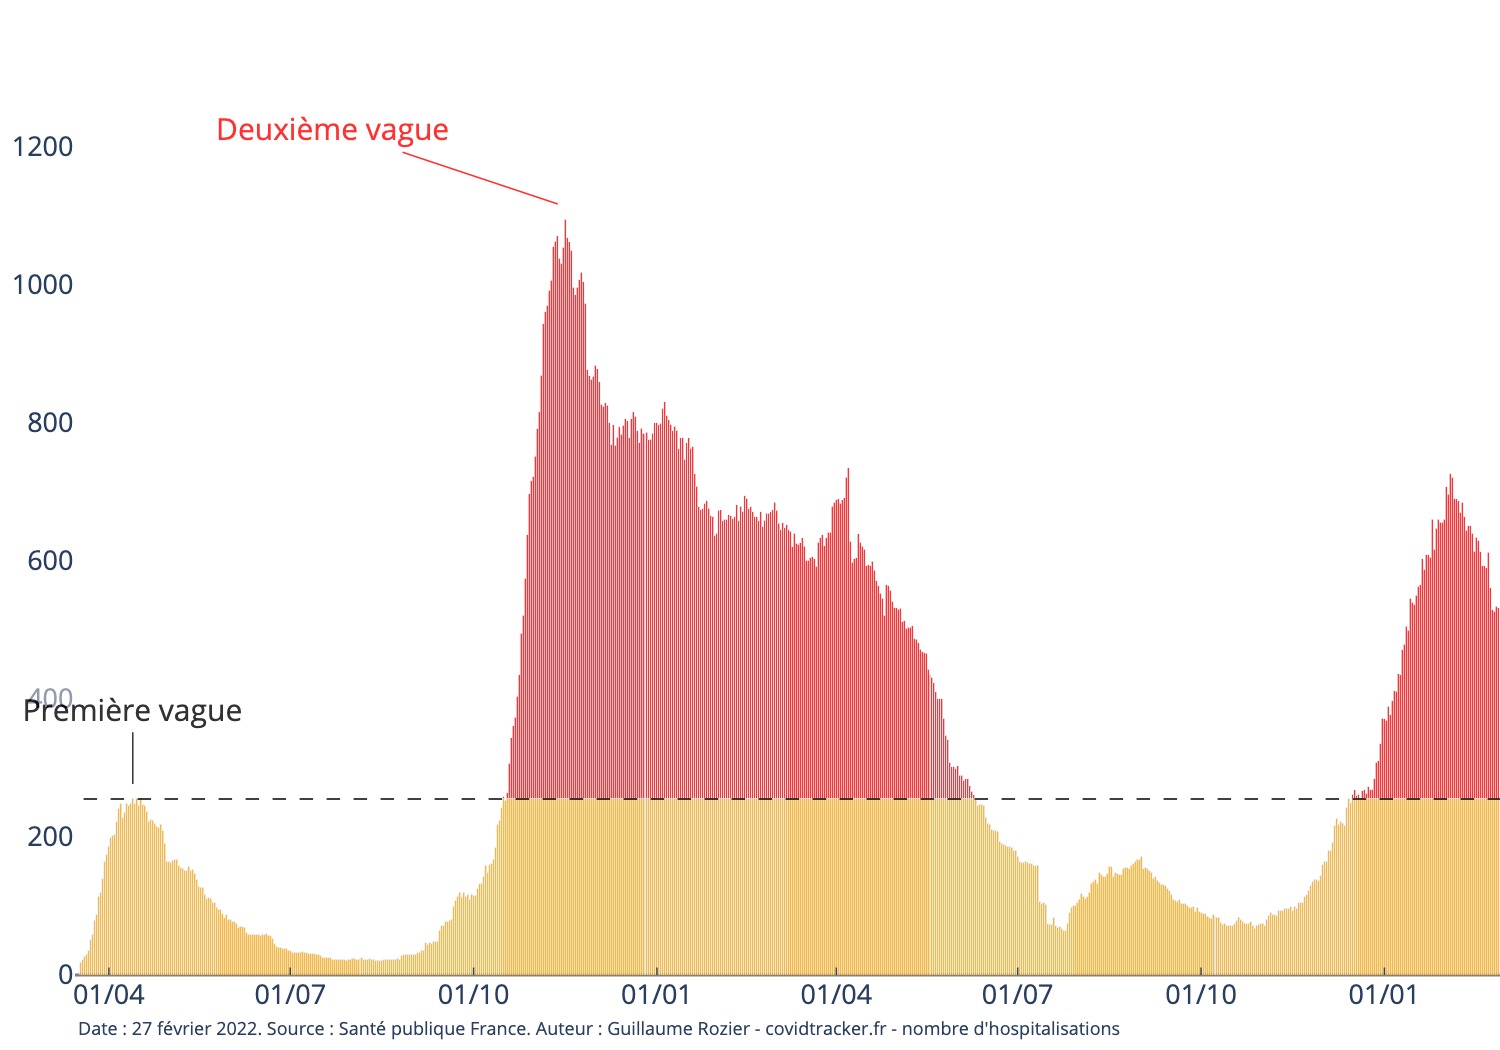 Deuxième vague
1200
1000
800
600
400
Première vague
200
0
01/04 01/07 01/10 01/01 01/04 01/07 01/10 01/01
Date : 27 février 2022. Source : Santé publique France. Auteur : Guillaume Rozier - covidtracker.fr - nombre d'hospitalisations